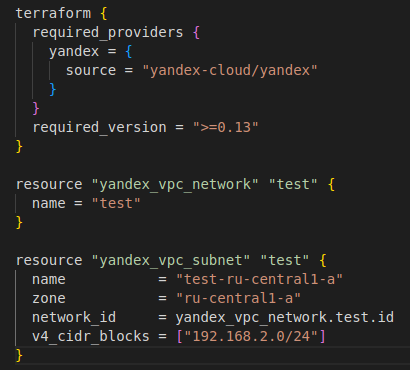 terraform {
  required_providers {
    yandex = {
      source = "yandex-cloud/yandex"
    }
  }
  required_version = ">=0.13"
}
resource "yandex_vpc_network" "test" {
  name = "test"
}
resource "yandex_vpc_subnet" "test" {
  name           = "test-ru-central1-a"
  zone           = "ru-central1-a"
  network_id     = yandex_vpc_network.test.id
  v4_cidr_blocks = ["192.168.2.0/24"]
}